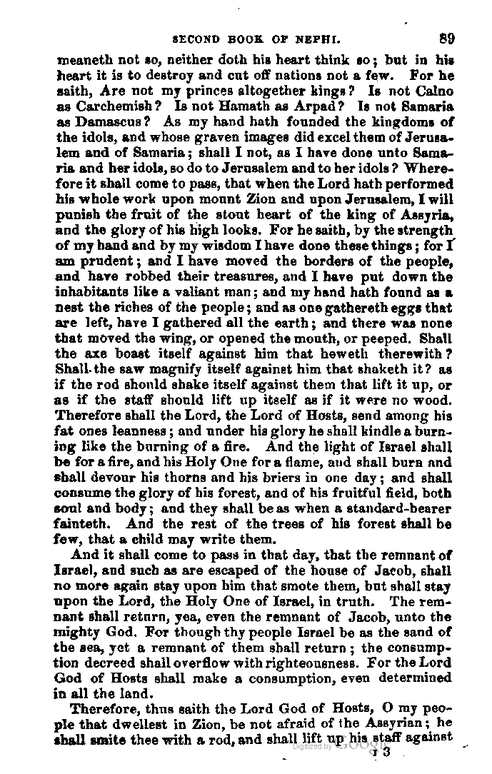 SECOND BOOK OF NEPHI. 89
meaneth not so, neither doth his heart think so; but in his
heart it is to destroy and cut off nations not a few. For he
saith, Are not my princes altogether kings? Is not Calno
as Carchemish? Is not Hamath as Arpad? Is not Samaria
as Damascus? As my hand hath founded the kingdoms of
the idols, and whose graven images did excel them of Jerusa-
lem and of Samaria; shall I not, as I have done unto Sama-
ria and her idols, so do to Jerusalem and to her idols? Where-
fore it shall come to pass, that when the Lord hath performed
his whole work upon mount Zion and upon Jerusalem, I will
punish the fruit of the stout heart of the king of Assyria,
and the glory of his high looks. For he saith, by the strength
of my hand and by my wisdom I have done these things; for I
am prudent; and I have moved the borders of the people,
and have robbed their treasures, and I have put down the
inhabitants like a valiant man; and my hand hath found as a
nest the riches of the people; and as one gathereth eggs that
are left, have I gathered all the earth; and there was none
that moved the wing, or opened the mouth, or peeped. Shall
the axe boast itself against him that heweth therewith?
Shall the saw magnify itself against him that shaketh it? as
if the rod should shake itself against them that lift it up, or
as if the staff should lift up itself as if it were no wood.
Therefore shall the Lord, the Lord of Hosts, send among his
fat ones leanness; and under his glory he shall kindle a burn-
ing like the burning of a fire. And the light of Israel shall
be for a fire, and his Holy One for a flame, and shall burn and
shall devour his thorns and his briers in one day; and shall
consume the glory of his forest, and of his fruitful field, both
soul and body; and they shall be as when a standard-bearer
fainteth. And the rest of the trees of his forest shall be
few, that a child may write them.
And it shall come to pass in that day, that the remnant of
Israel, and such as are escaped of the house of Jacob, shall
no more again stay upon him that smote them, but shall stay
upon the Lord, the Holy One of Israel, in truth. The rem-
nant shall return, yea, even the remnant of Jacob, unto the
mighty God. For though thy people Israel be as the sand of
the sea, yet a remnant of them shall return; the consump-
tion decreed shall overflow with righteousness. For the Lord
God of Hosts shall make a consumption, even determined
in all the land.
Therefore, thus saith the Lord God of Hosts, O my peo-
ple that dwellest in Zion, be not afraid of the Assyrian; he
shall smite thee with a rod, and shall lift up his staff against
Digitized by Google
I 3